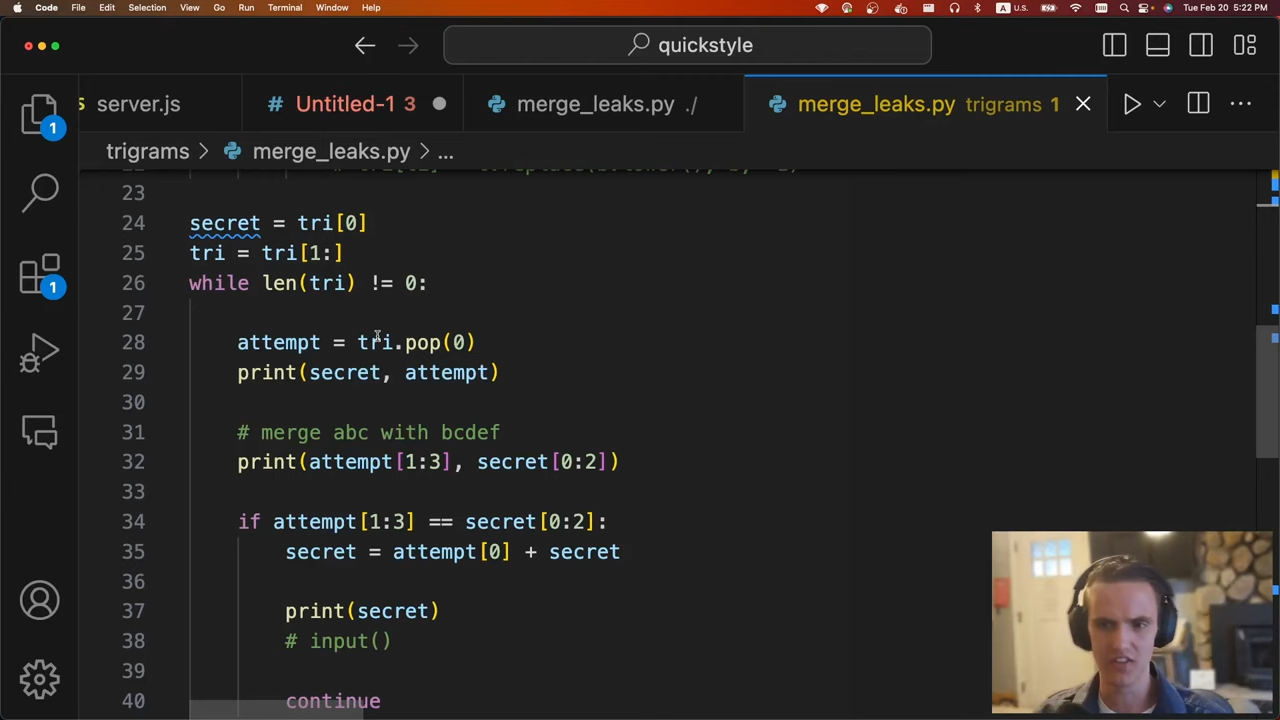 Code File Edit Selection View Go Run Terminal Window Help A U.S. Tue Feb 20 5:22 PM
quickstyle
server.js # Untitled-1 3 merge_leaks.py ./ merge_leaks.py trigrams 1
trigrams > merge_leaks.py > ...
23
24 secret = tri[0]
25 tri = tri[1:]
26 while len(tri) != 0:
27
28 attempt = tri.pop(0)
29 print(secret, attempt)
30
31 # merge abc with bcdef
32 print(attempt[1:3], secret[0:2])
33
34 if attempt[1:3] == secret[0:2]:
35 secret = attempt[0] + secret
36
37 print(secret)
38 # input()
39
40 continue
1
1